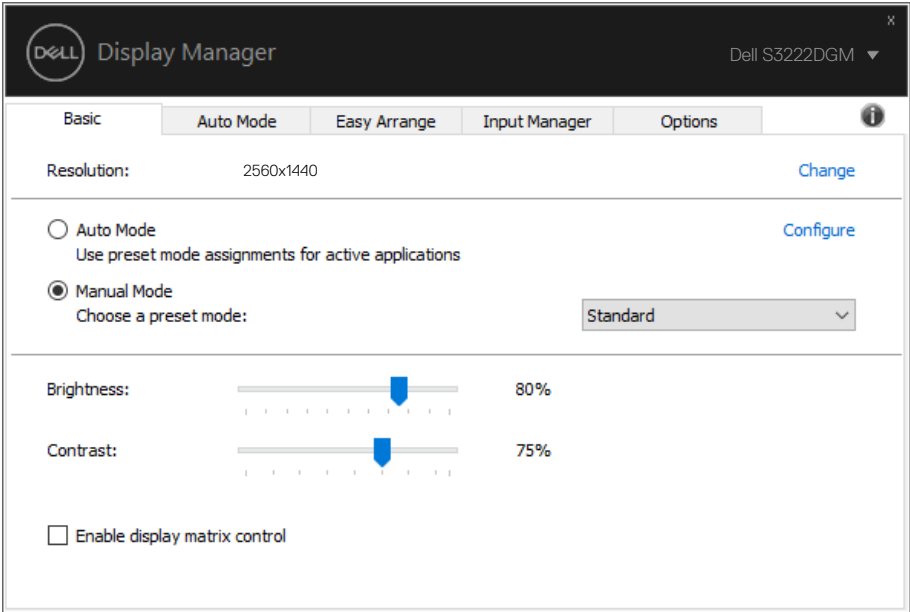 x
DELL Display Manager
Dell S3222DGM
Basic Auto Mode Easy Arrange Input Manager Options
Resolution: 2560x1440 Change
Auto Mode Configure
Use preset mode assignments for active applications
Manual Mode
Choose a preset mode: Standard
Brightness: 80%
Contrast: 75%
Enable display matrix control